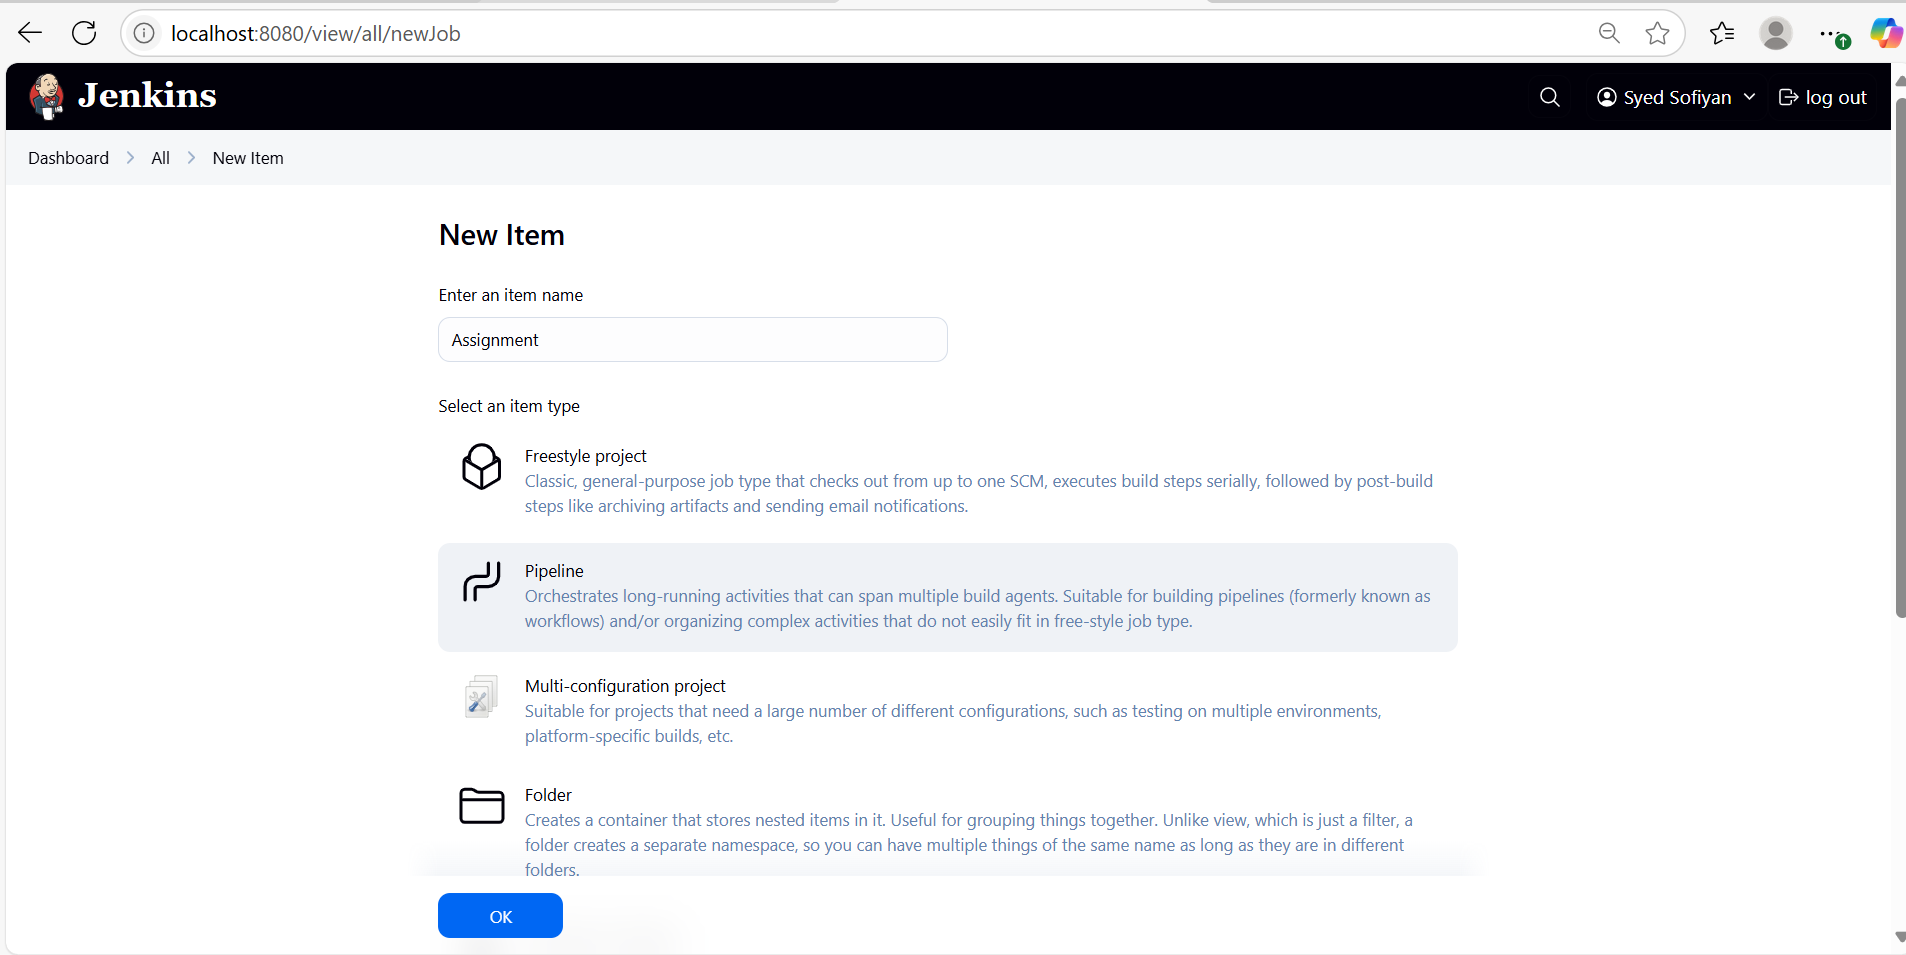 localhost:8080/view/all/newJob
Jenkins
Syed Sofiyan
log out
Dashboard
All
New Item
New Item
Enter an item name
Assignment
Select an item type
Freestyle project
Classic, general-purpose job type that checks out from up to one SCM, executes build steps serially, followed by post-build
steps like archiving artifacts and sending email notifications.
Pipeline
Orchestrates long-running activities that can span multiple build agents. Suitable for building pipelines (formerly known as
workflows) and/or organizing complex activities that do not easily fit in free-style job type.
Multi-configuration project
Suitable for projects that need a large number of different configurations, such as testing on multiple environments,
platform-specific builds, etc.
Folder
Creates a container that stores nested items in it. Useful for grouping things together. Unlike view, which is just a filter, a
folder creates a separate namespace, so you can have multiple things of the same name as long as they are in different
folders.
OK